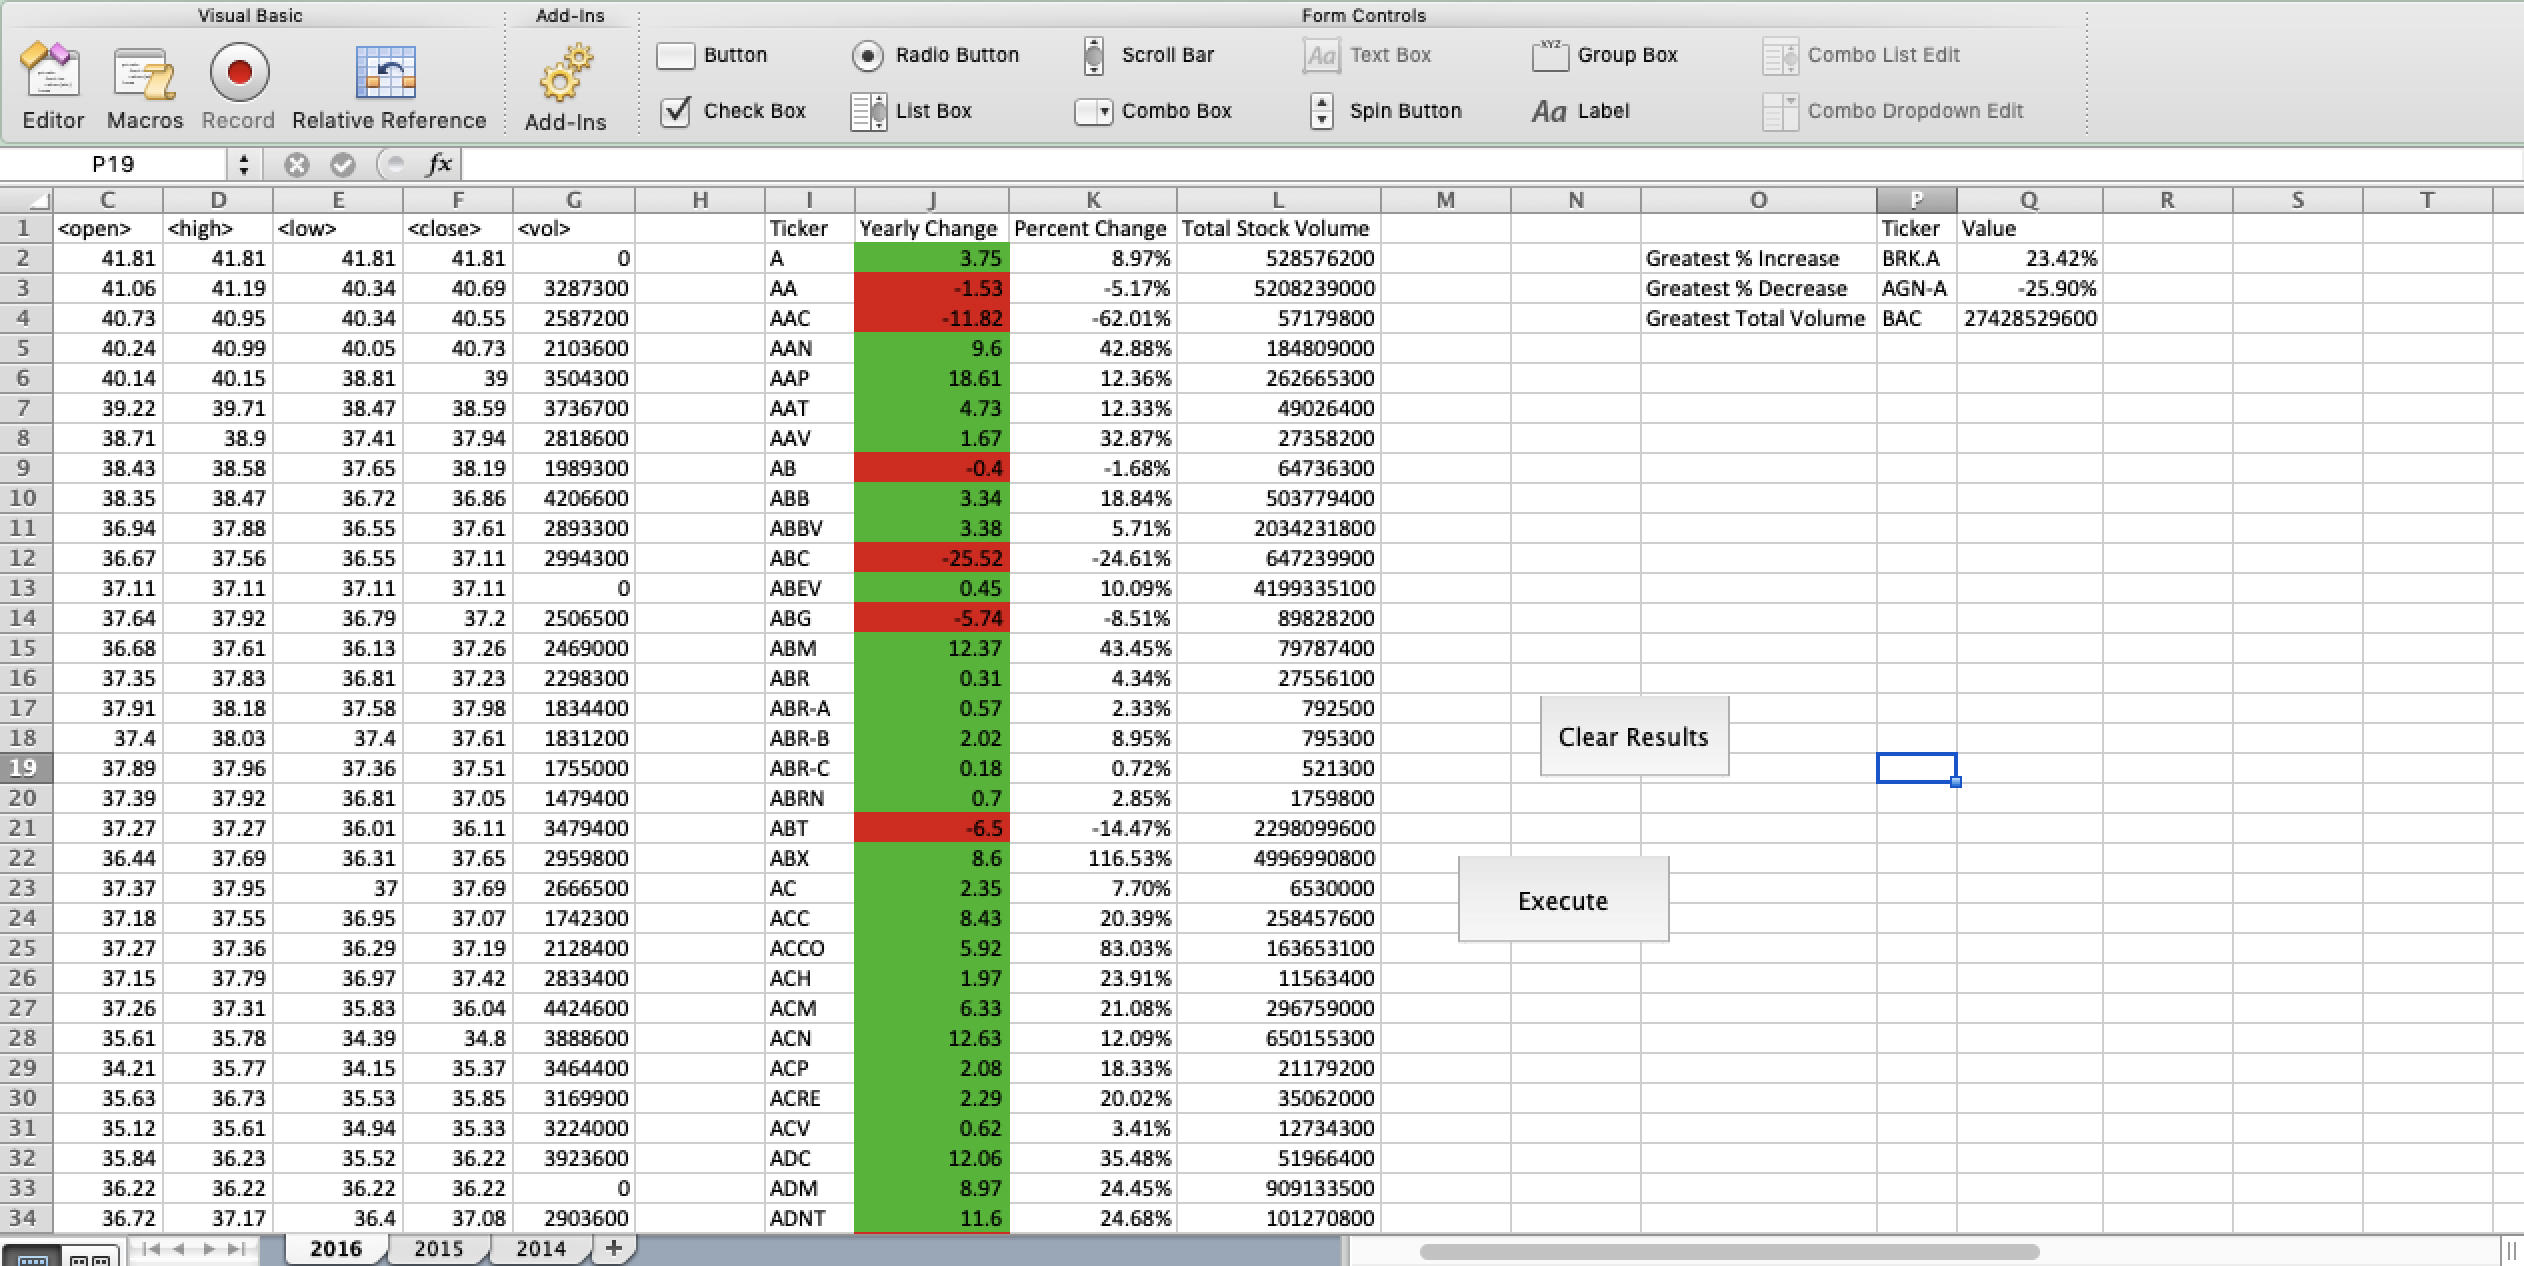 Visual Basic Add-Ins Form Controls
Button Radio Button Scroll Bar Aa Text Box XYZ Group Box Combo List Edit
Editor Macros Record Relative Reference Add-Ins Check Box List Box Combo Box Spin Button Aa Label Combo Dropdown Edit
P19 fx
C D E F G H I J K L M N O P Q R S T
1 <open> <high> <low> <close> <vol> Ticker Yearly Change Percent Change Total Stock Volume Ticker Value
2 41.81 41.81 41.81 41.81 0 A 3.75 8.97% 528576200 Greatest % Increase BRK.A 23.42%
3 41.06 41.19 40.34 40.69 3287300 AA -1.53 -5.17% 5208239000 Greatest % Decrease AGN-A -25.90%
4 40.73 40.95 40.34 40.55 2587200 AAC -11.82 -62.01% 57179800 Greatest Total Volume BAC 27428529600
5 40.24 40.99 40.05 40.73 2103600 AAN 9.6 42.88% 184809000
6 40.14 40.15 38.81 39 3504300 AAP 18.61 12.36% 262665300
7 39.22 39.71 38.47 38.59 3736700 AAT 4.73 12.33% 49026400
8 38.71 38.9 37.41 37.94 2818600 AAV 1.67 32.87% 27358200
9 38.43 38.58 37.65 38.19 1989300 AB -0.4 -1.68% 64736300
10 38.35 38.47 36.72 36.86 4206600 ABB 3.34 18.84% 503779400
11 36.94 37.88 36.55 37.61 2893300 ABBV 3.38 5.71% 2034231800
12 36.67 37.56 36.55 37.11 2994300 ABC -25.52 -24.61% 647239900
13 37.11 37.11 37.11 37.11 0 ABEV 0.45 10.09% 4199335100
14 37.64 37.92 36.79 37.2 2506500 ABG -5.74 -8.51% 89828200
15 36.68 37.61 36.13 37.26 2469000 ABM 12.37 43.45% 79787400
16 37.35 37.83 36.81 37.23 2298300 ABR 0.31 4.34% 27556100
17 37.91 38.18 37.58 37.98 1834400 ABR-A 0.57 2.33% 792500
18 37.4 38.03 37.4 37.61 1831200 ABR-B 2.02 8.95% 795300 Clear Results
19 37.89 37.96 37.36 37.51 1755000 ABR-C 0.18 0.72% 521300
20 37.39 37.92 36.81 37.05 1479400 ABRN 0.7 2.85% 1759800
21 37.27 37.27 36.01 36.11 3479400 ABT -6.5 -14.47% 2298099600
22 36.44 37.69 36.31 37.65 2959800 ABX 8.6 116.53% 4996990800
23 37.37 37.95 37 37.69 2666500 AC 2.35 7.70% 6530000 Execute
24 37.18 37.55 36.95 37.07 1742300 ACC 8.43 20.39% 258457600
25 37.27 37.36 36.29 37.19 2128400 ACCO 5.92 83.03% 163653100
26 37.15 37.79 36.97 37.42 2833400 ACH 1.97 23.91% 11563400
27 37.26 37.31 35.83 36.04 4424600 ACM 6.33 21.08% 296759000
28 35.61 35.78 34.39 34.8 3888600 ACN 12.63 12.09% 650155300
29 34.21 35.77 34.15 35.37 3464400 ACP 2.08 18.33% 21179200
30 35.63 36.73 35.53 35.85 3169900 ACRE 2.29 20.02% 35062000
31 35.12 35.61 34.94 35.33 3224000 ACV 0.62 3.41% 12734300
32 35.84 36.23 35.52 36.22 3923600 ADC 12.06 35.48% 51966400
33 36.22 36.22 36.22 36.22 0 ADM 8.97 24.45% 909133500
34 36.72 37.17 36.4 37.08 2903600 ADNT 11.6 24.68% 101270800
2016 2015 2014 +